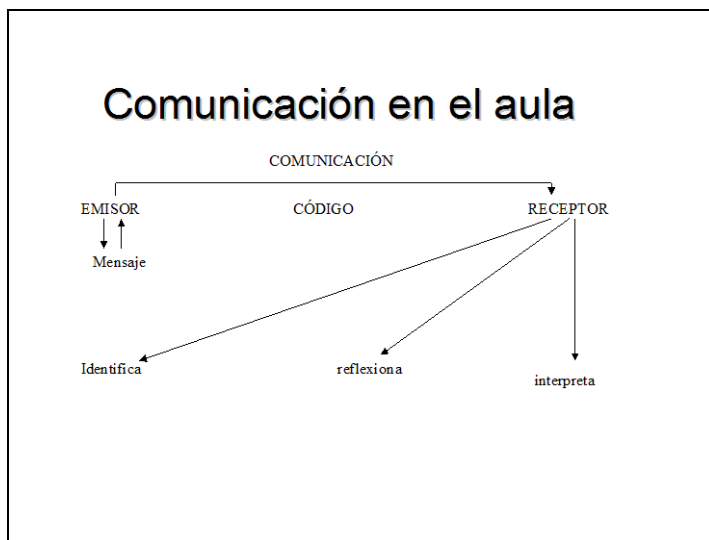 Comunicación en el aula
COMUNICACIÓN
EMISOR CÓDIGO RECEPTOR
Mensaje
Identifica reflexiona interpreta